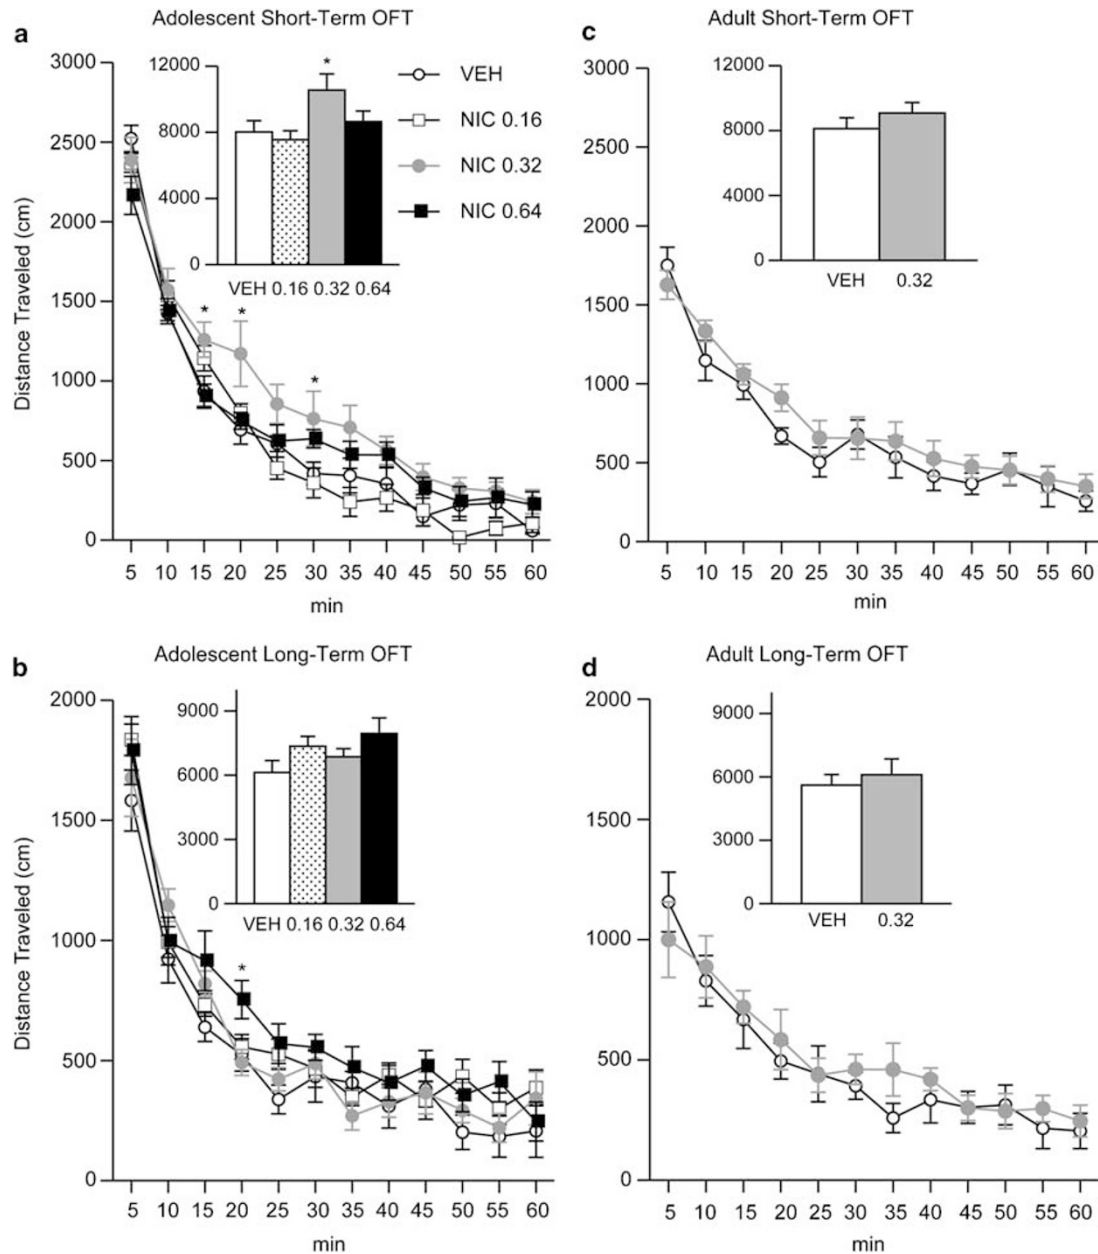 a
Adolescent Short-Term OFT
3000
2500
2000
1500
1000
500
0
Distance Traveled (cm)
12000
8000
4000
0
*
VEH 0.16 0.32 0.64
VEH
NIC 0.16
NIC 0.32
NIC 0.64
* * *
5 10 15 20 25 30 35 40 45 50 55 60
min
c
Adult Short-Term OFT
3000
2500
2000
1500
1000
500
0
12000
8000
4000
0
VEH 0.32
5 10 15 20 25 30 35 40 45 50 55 60
min
b
Adolescent Long-Term OFT
2000
1500
1000
500
0
Distance Traveled (cm)
9000
6000
3000
0
VEH 0.16 0.32 0.64
*
5 10 15 20 25 30 35 40 45 50 55 60
min
d
Adult Long-Term OFT
2000
1500
1000
500
0
9000
6000
3000
0
VEH 0.32
5 10 15 20 25 30 35 40 45 50 55 60
min